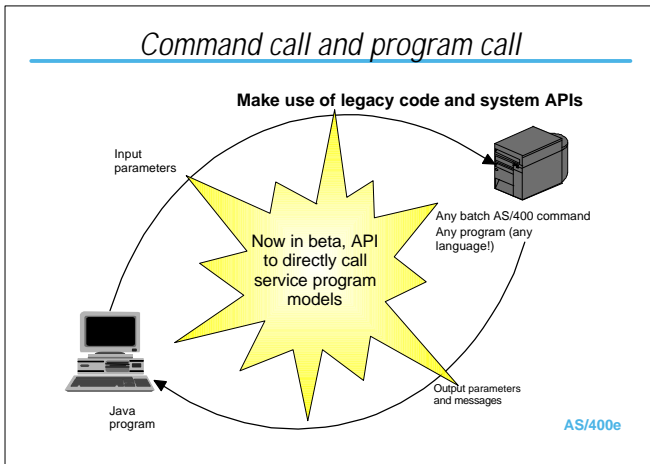 Command call and program call
Make use of legacy code and system APIs
Input
parameters
Any batch AS/400 command
Any program (any
language!)
Now in beta, API
to directly call
service program
models
Java
program
Output parameters
and messages
AS/400e